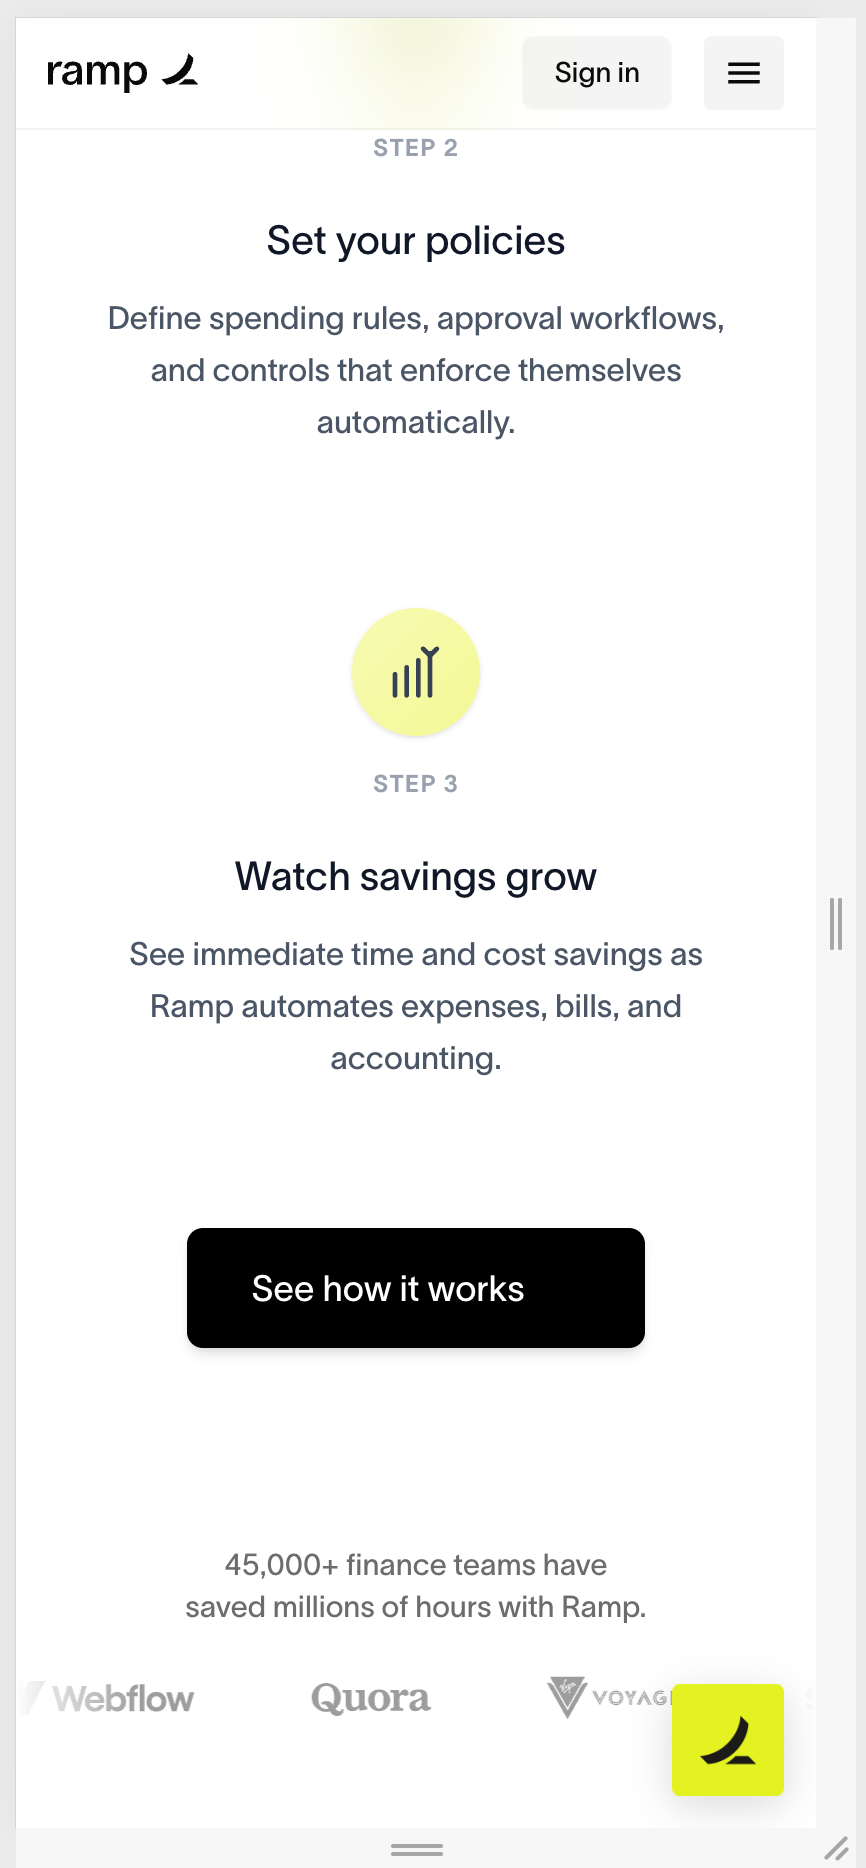 ramp
Sign in
STEP 2
Set your policies
Define spending rules, approval workflows,
and controls that enforce themselves
automatically.
STEP 3
Watch savings grow
See immediate time and cost savings as
Ramp automates expenses, bills, and
accounting.
See how it works
45,000+ finance teams have
saved millions of hours with Ramp.
Webflow Quora